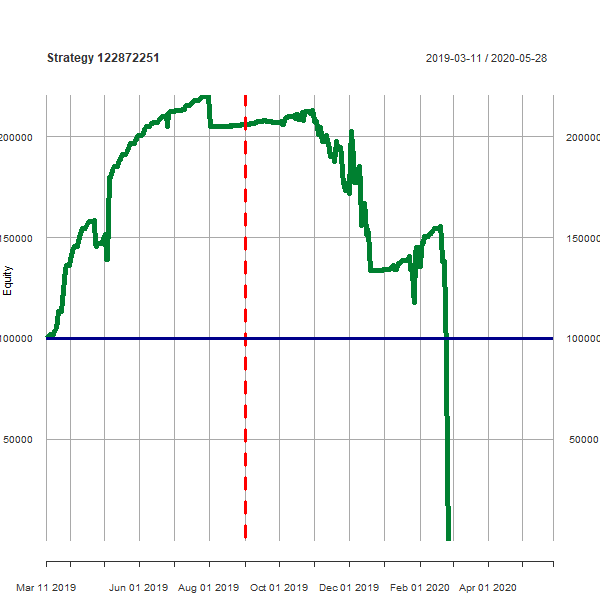 Strategy 122872251
2019-03-11 / 2020-05-28
200000
200000
150000
150000
Equity
100000
100000
50000
50000
Mar 11 2019
Jun 01 2019
Aug 01 2019
Oct 01 2019
Dec 01 2019
Feb 01 2020
Apr 01 2020